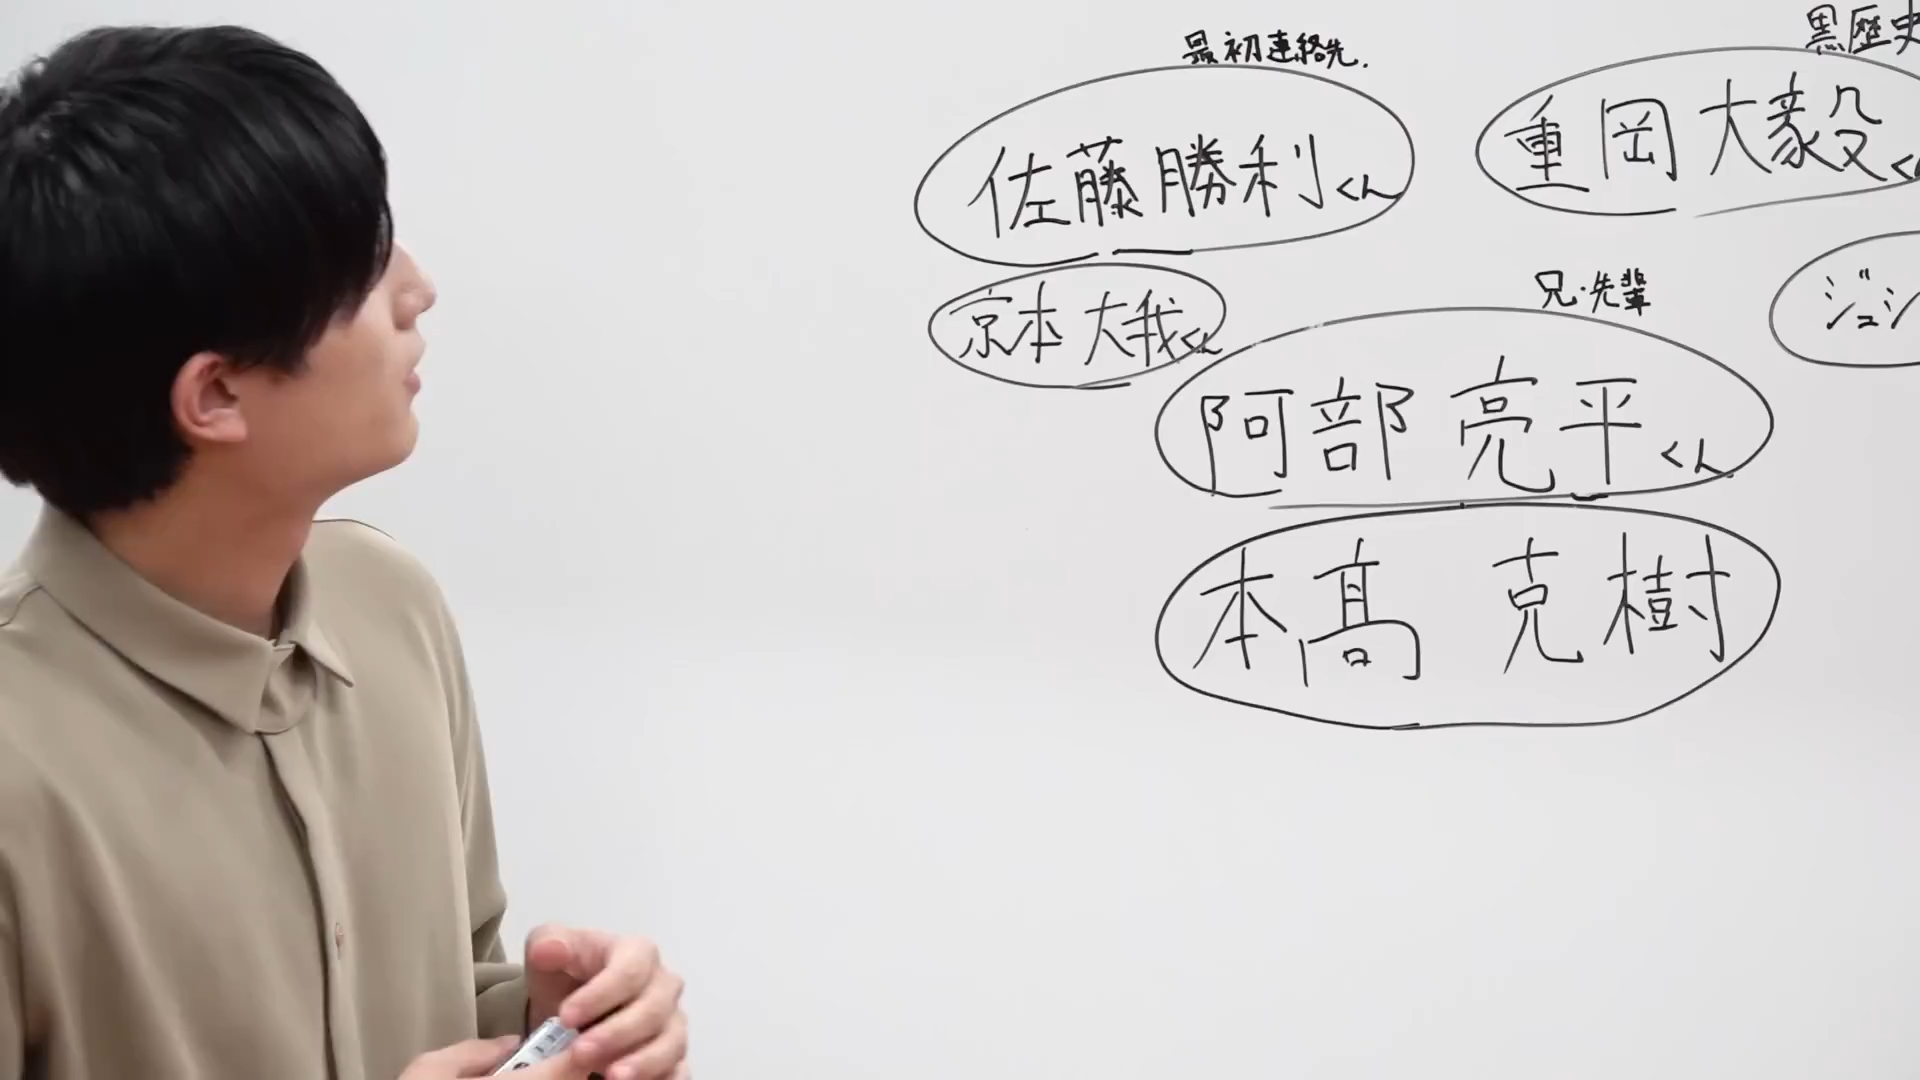 最初連絡先.
佐藤勝利くん
黒歴史
重岡大毅く
京本大我くん
兄・先輩
阿部亮平くん
ジュン
本髙克樹